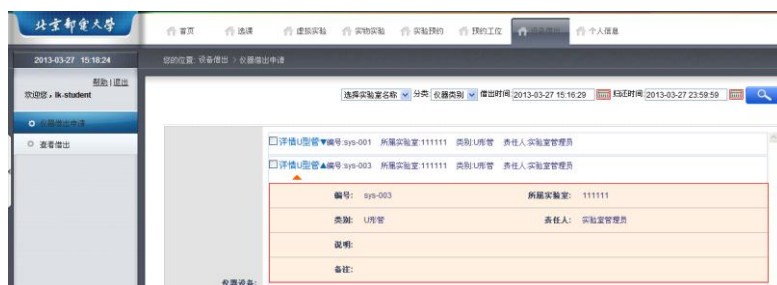 北京邮电大学
首页 选课 虚拟实验 实物实验 实验预约 预约工位 设备借出 个人信息
2013-03-27 15:18:24
您的位置: 设备借出 > 仪器借出申请
帮助 | 退出
欢迎您，lk-student
选择实验室名称 分类 仪器类别 借出时间 2013-03-27 15:16:29 归还时间 2013-03-27 23:59:59
仪器借出申请
查看借出
详情U型管▼编号:sys-001 所属实验室:111111 类别:U形管 责任人:实验室管理员
详情U型管▲编号:sys-003 所属实验室:111111 类别:U形管 责任人:实验室管理员
编号: sys-003 所属实验室: 111111
类别: U形管 责任人: 实验室管理员
说明:
备注:
仪器设备: